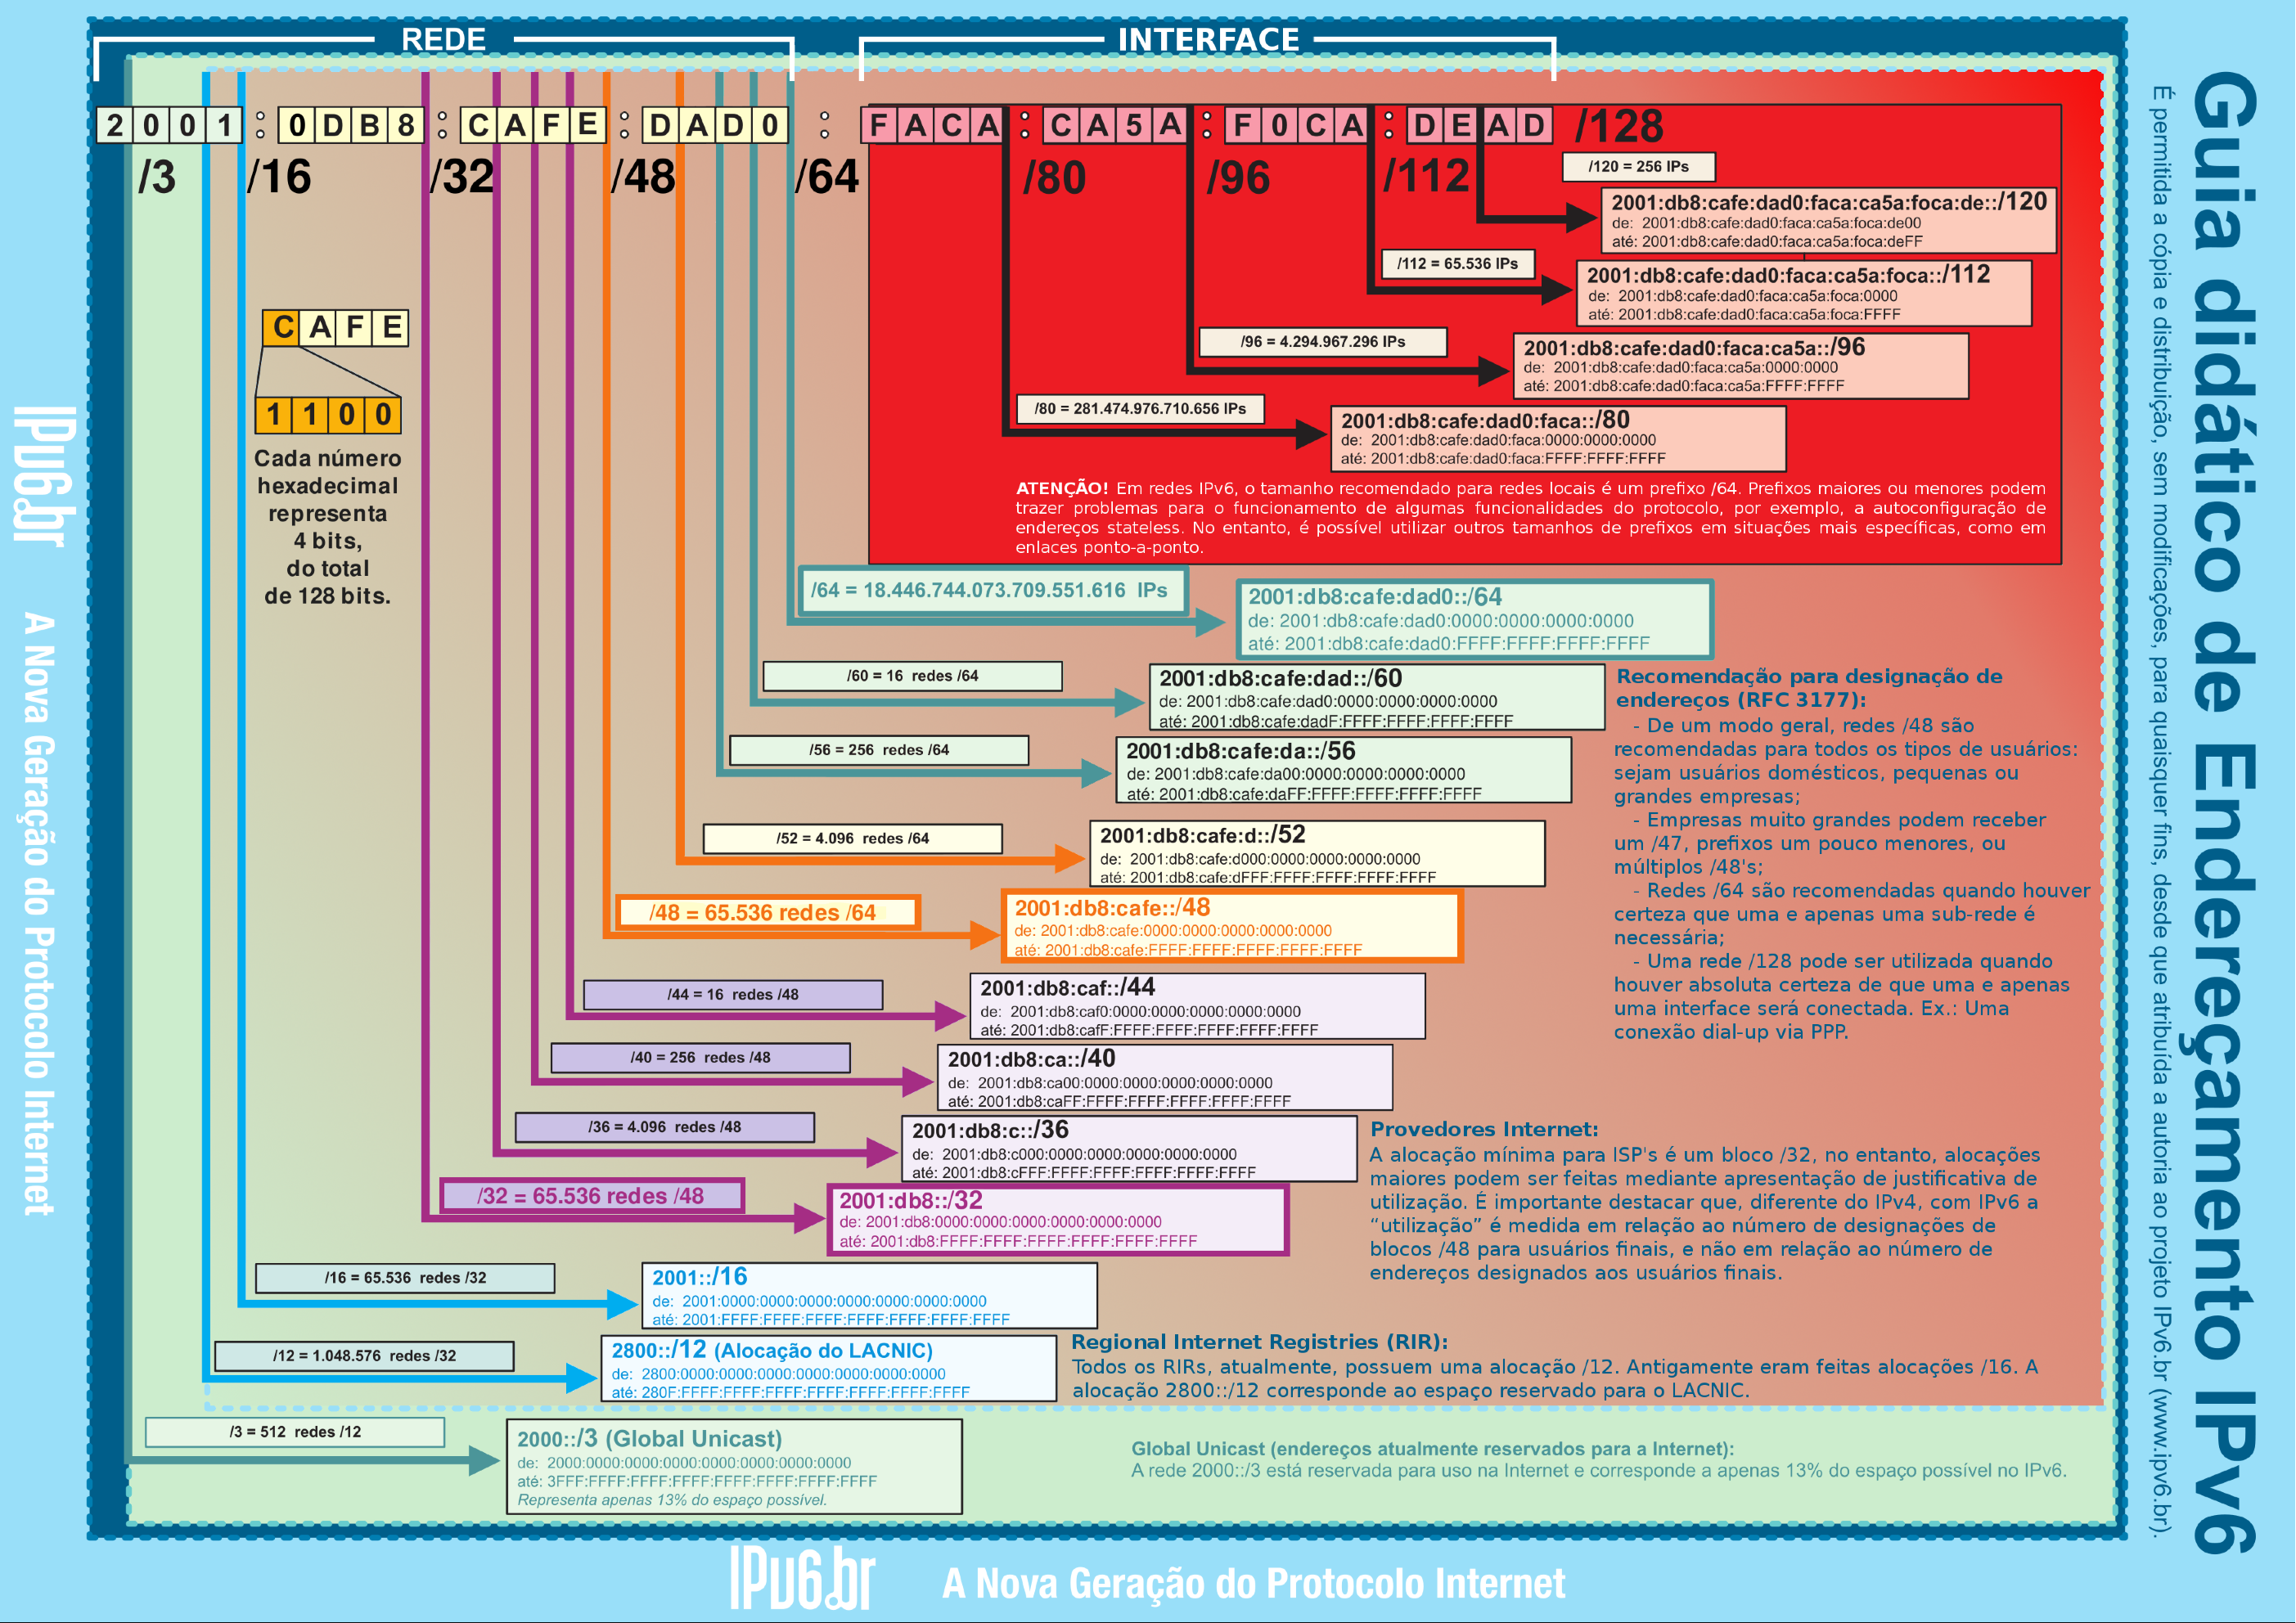 REDE
INTERFACE
2001:0DB8:CAFE:DAD0:FACA:CA5A:F0CA:DEAD /128
/3 /16 /32 /48 /64 /80 /96 /112
/120 = 256 IPs
2001:db8:cafe:dad0:faca:ca5a:foca:de::/120
de: 2001:db8:cafe:dad0:faca:ca5a:foca:de00
até: 2001:db8:cafe:dad0:faca:ca5a:foca:deFF
/112 = 65.536 IPs
2001:db8:cafe:dad0:faca:ca5a:foca::/112
de: 2001:db8:cafe:dad0:faca:ca5a:foca:0000
até: 2001:db8:cafe:dad0:faca:ca5a:foca:FFFF
/96 = 4.294.967.296 IPs
2001:db8:cafe:dad0:faca:ca5a::/96
de: 2001:db8:cafe:dad0:faca:ca5a:0000:0000
até: 2001:db8:cafe:dad0:faca:ca5a:FFFF:FFFF
/80 = 281.474.976.710.656 IPs
2001:db8:cafe:dad0:faca::/80
de: 2001:db8:cafe:dad0:faca:0000:0000:0000
até: 2001:db8:cafe:dad0:faca:FFFF:FFFF:FFFF
ATENÇÃO! Em redes IPv6, o tamanho recomendado para redes locais é um prefixo /64. Prefixos maiores ou menores podem
trazer problemas para o funcionamento de algumas funcionalidades do protocolo, por exemplo, a autoconfiguração de
endereços stateless. No entanto, é possível utilizar outros tamanhos de prefixos em situações mais específicas, como em
enlaces ponto-a-ponto.
CAFE
1100
Cada número
hexadecimal
representa
4 bits,
do total
de 128 bits.
/64 = 18.446.744.073.709.551.616 IPs
2001:db8:cafe:dad0::/64
de: 2001:db8:cafe:dad0:0000:0000:0000:0000
até: 2001:db8:cafe:dad0:FFFF:FFFF:FFFF:FFFF
/60 = 16 redes /64
2001:db8:cafe:dad::/60
de: 2001:db8:cafe:dad0:0000:0000:0000:0000
até: 2001:db8:cafe:dadF:FFFF:FFFF:FFFF:FFFF
/56 = 256 redes /64
2001:db8:cafe:da::/56
de: 2001:db8:cafe:da00:0000:0000:0000:0000
até: 2001:db8:cafe:daFF:FFFF:FFFF:FFFF:FFFF
/52 = 4.096 redes /64
2001:db8:cafe:d::/52
de: 2001:db8:cafe:d000:0000:0000:0000:0000
até: 2001:db8:cafe:dFFF:FFFF:FFFF:FFFF:FFFF
/48 = 65.536 redes /64
2001:db8:cafe::/48
de: 2001:db8:cafe:0000:0000:0000:0000:0000
até: 2001:db8:cafe:FFFF:FFFF:FFFF:FFFF:FFFF
/44 = 16 redes /48
2001:db8:caf::/44
de: 2001:db8:caf0:0000:0000:0000:0000:0000
até: 2001:db8:cafF:FFFF:FFFF:FFFF:FFFF:FFFF
/40 = 256 redes /48
2001:db8:ca::/40
de: 2001:db8:ca00:0000:0000:0000:0000:0000
até: 2001:db8:caFF:FFFF:FFFF:FFFF:FFFF:FFFF
/36 = 4.096 redes /48
2001:db8:c::/36
de: 2001:db8:c000:0000:0000:0000:0000:0000
até: 2001:db8:cFFF:FFFF:FFFF:FFFF:FFFF:FFFF
/32 = 65.536 redes /48
2001:db8::/32
de: 2001:db8:0000:0000:0000:0000:0000:0000
até: 2001:db8:FFFF:FFFF:FFFF:FFFF:FFFF:FFFF
/16 = 65.536 redes /32
2001::/16
de: 2001:0000:0000:0000:0000:0000:0000:0000
até: 2001:FFFF:FFFF:FFFF:FFFF:FFFF:FFFF:FFFF
/12 = 1.048.576 redes /32
2800::/12 (Alocação do LACNIC)
de: 2800:0000:0000:0000:0000:0000:0000:0000
até: 280F:FFFF:FFFF:FFFF:FFFF:FFFF:FFFF:FFFF
/3 = 512 redes /12
2000::/3 (Global Unicast)
de: 2000:0000:0000:0000:0000:0000:0000:0000
até: 3FFF:FFFF:FFFF:FFFF:FFFF:FFFF:FFFF:FFFF
Representa apenas 13% do espaço possível.
Recomendação para designação de
endereços (RFC 3177):
- De um modo geral, redes /48 são
recomendadas para todos os tipos de usuários:
sejam usuários domésticos, pequenas ou
grandes empresas;
- Empresas muito grandes podem receber
um /47, prefixos um pouco menores, ou
múltiplos /48's;
- Redes /64 são recomendadas quando houver
certeza que uma e apenas uma sub-rede é
necessária;
- Uma rede /128 pode ser utilizada quando
houver absoluta certeza de que uma e apenas
uma interface será conectada. Ex.: Uma
conexão dial-up via PPP.
Provedores Internet:
A alocação mínima para ISP's é um bloco /32, no entanto, alocações
maiores podem ser feitas mediante apresentação de justificativa de
utilização. É importante destacar que, diferente do IPv4, com IPv6 a
“utilização” é medida em relação ao número de designações de
blocos /48 para usuários finais, e não em relação ao número de
endereços designados aos usuários finais.
Regional Internet Registries (RIR):
Todos os RIRs, atualmente, possuem uma alocação /12. Antigamente eram feitas alocações /16. A
alocação 2800::/12 corresponde ao espaço reservado para o LACNIC.
Global Unicast (endereços atualmente reservados para a Internet):
A rede 2000::/3 está reservada para uso na Internet e corresponde a apenas 13% do espaço possível no IPv6.
Guia didático de Endereçamento IPv6
É permitida a cópia e distribuição, sem modificações, para quaisquer fins, desde que atribuída a autoria ao projeto IPv6.br (www.ipv6.br).
IPv6.br A Nova Geração do Protocolo Internet
IPv6.br A Nova Geração do Protocolo Internet